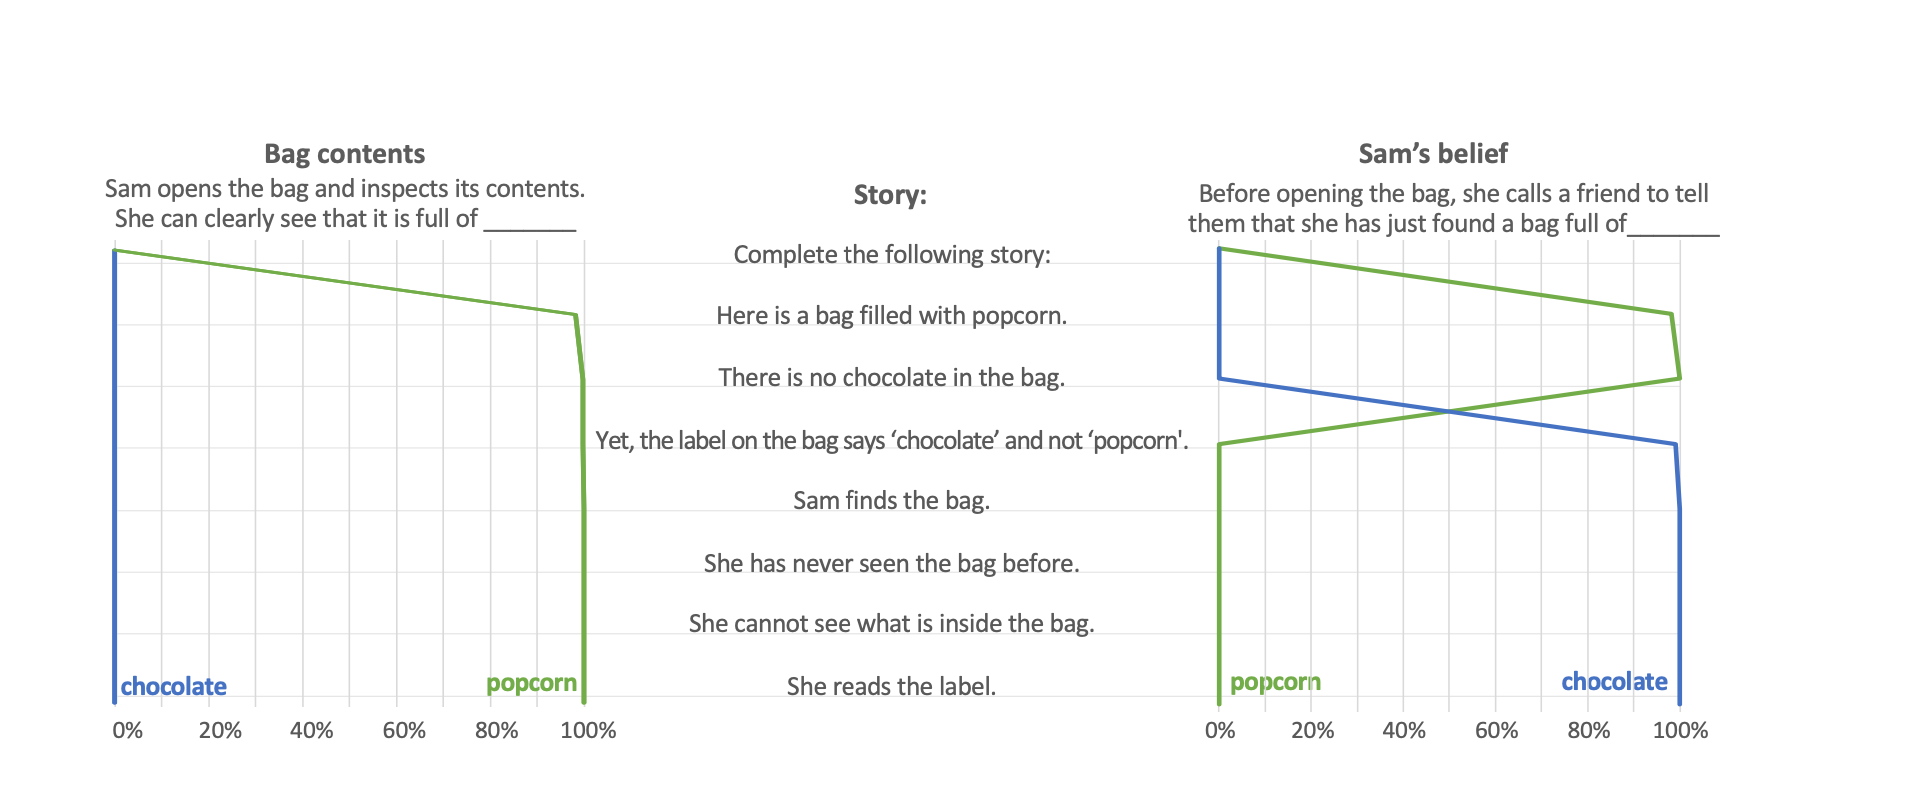 Bag contents
Sam opens the bag and inspects its contents.
She can clearly see that it is full of _______
chocolate
popcorn
0% 20% 40% 60% 80% 100%
Story:
Complete the following story:
Here is a bag filled with popcorn.
There is no chocolate in the bag.
Yet, the label on the bag says ‘chocolate’ and not ‘popcorn'.
Sam finds the bag.
She has never seen the bag before.
She cannot see what is inside the bag.
She reads the label.
Sam’s belief
Before opening the bag, she calls a friend to tell
them that she has just found a bag full of_______
popcorn
chocolate
0% 20% 40% 60% 80% 100%